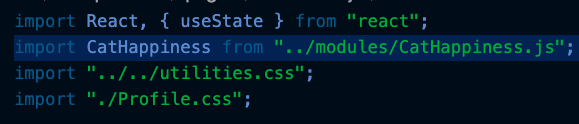 import React, { useState } from "react";
import CatHappiness from "../modules/CatHappiness.js";
import "../../utilities.css";
import "./Profile.css";